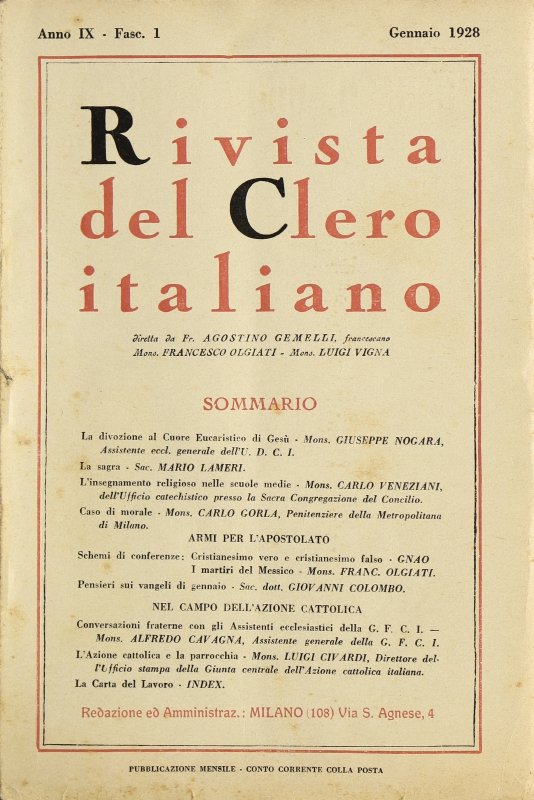 Anno IX - Fasc. 1
Gennaio 1928
Rivista
del Clero
italiano
diretta da Fr. AGOSTINO GEMELLI, francescano
Mons. FRANCESCO OLGIATI - Mons. LUIGI VIGNA
SOMMARIO
La divozione al Cuore Eucaristico di Gesù - Mons. GIUSEPPE NOGARA,
Assistente eccl. generale dell'U. D. C. I.
La sagra - Sac. MARIO LAMERI.
L'insegnamento religioso nelle scuole medie - Mons. CARLO VENEZIANI,
dell'Ufficio catechistico presso la Sacra Congregazione del Concilio.
Caso di morale - Mons. CARLO GORLA, Penitenziere della Metropolitana
di Milano.
ARMI PER L'APOSTOLATO
Schemi di conferenze: Cristianesimo vero e cristianesimo falso - GNAO
I martiri del Messico - Mons. FRANC. OLGIATI.
Pensieri sui vangeli di gennaio - Sac. dott. GIOVANNI COLOMBO.
NEL CAMPO DELL'AZIONE CATTOLICA
Conversazioni fraterne con gli Assistenti ecclesiastici della G. F. C. I. —
Mons. ALFREDO CAVAGNA, Assistente generale della G. F. C. I.
L'Azione cattolica e la parrocchia - Mons. LUIGI CIVARDI, Direttore del-
l'Ufficio stampa della Giunta centrale dell'Azione cattolica italiana.
La Carta del Lavoro - INDEX.
Redazione ed Amministraz.: MILANO (108) Via S. Agnese, 4
PUBBLICAZIONE MENSILE - CONTO CORRENTE COLLA POSTA